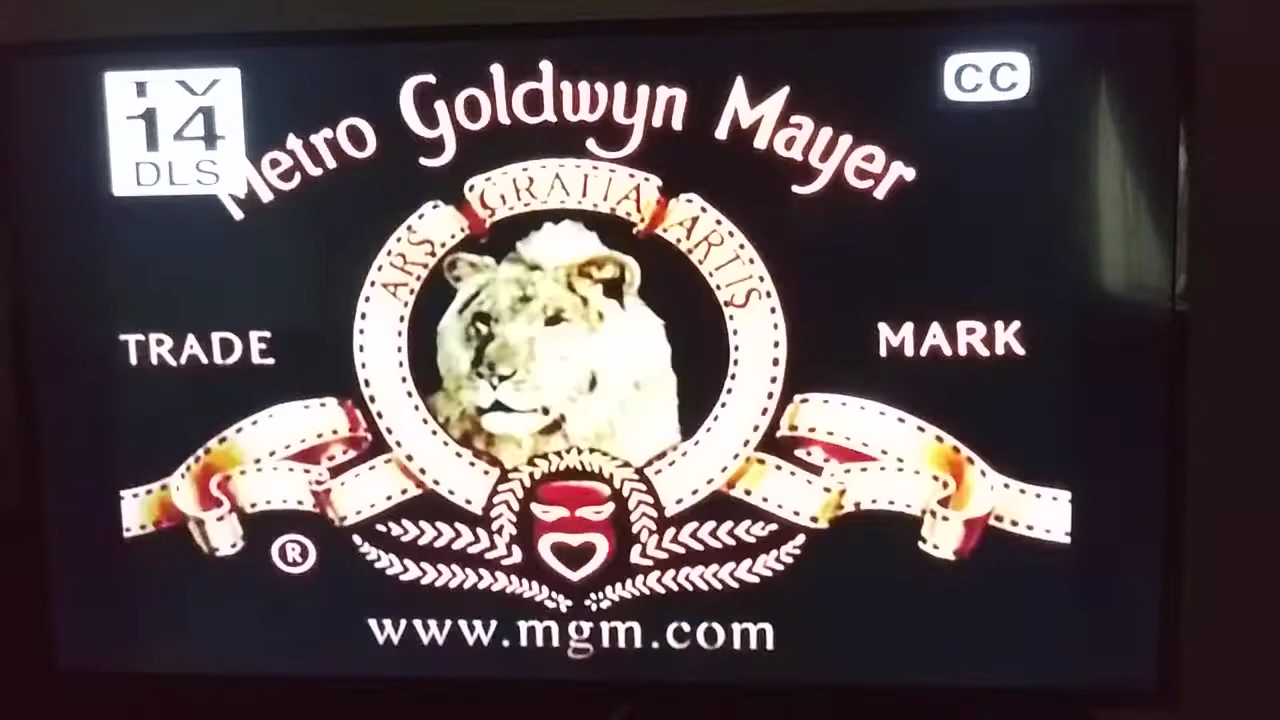 TV
14
DLS
CC
Metro Goldwyn Mayer
ARS GRATIA ARTIS
TRADE MARK
®
www.mgm.com